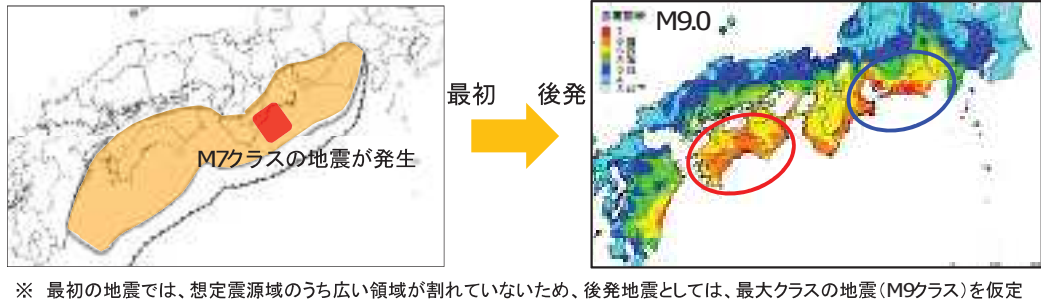 M7クラスの地震が発生
最初
後発
M9.0
※ 最初の地震では、想定震源域のうち広い領域が割れていないため、後発地震としては、最大クラスの地震(M9クラス)を仮定